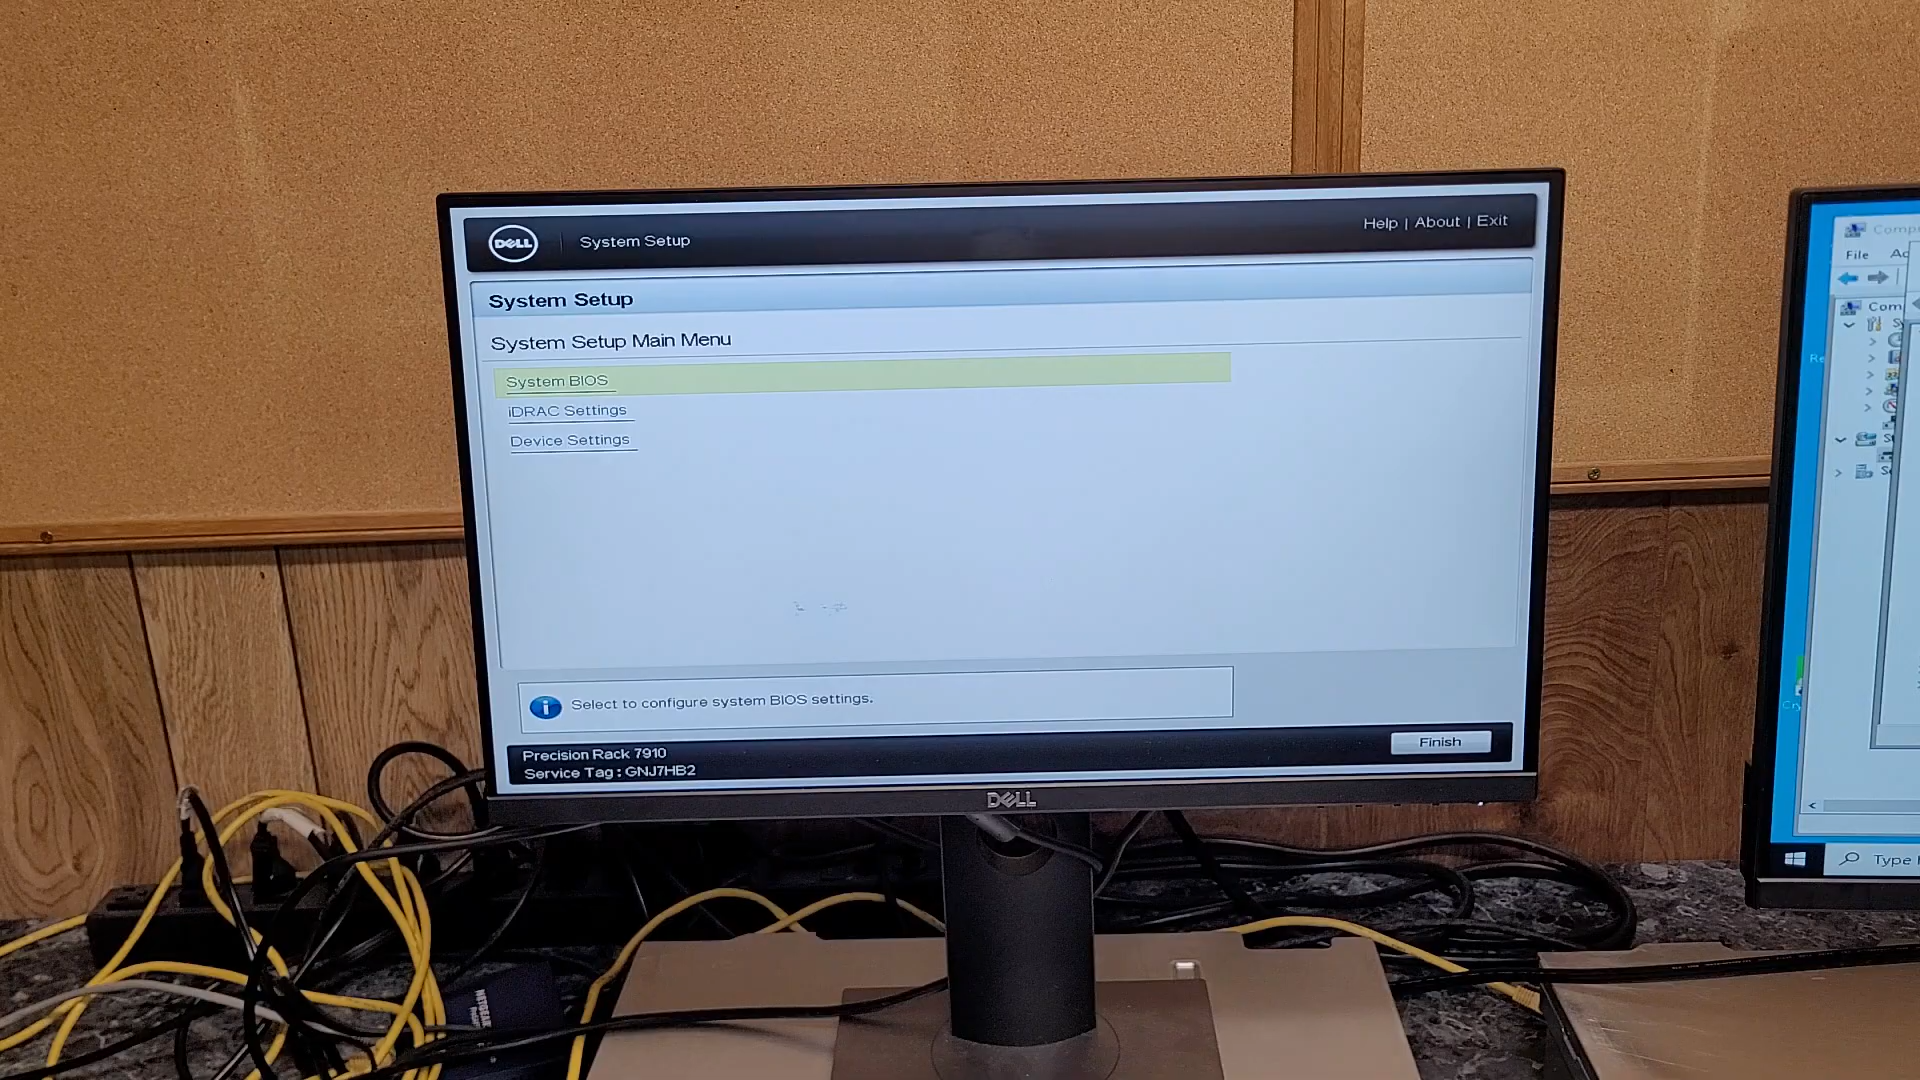 DELL
System Setup
Help | About | Exit
System Setup
System Setup Main Menu
System BIOS
iDRAC Settings
Device Settings
Select to configure system BIOS settings.
Precision Rack 7910
Service Tag : GNJ7HB2
Finish
DELL
File
Type
NETGEAR